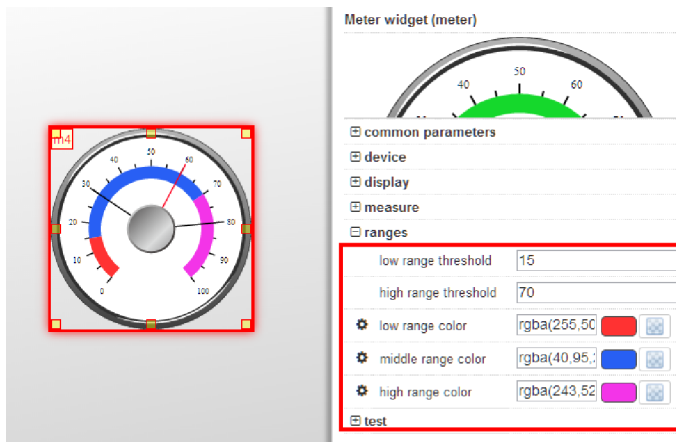 Meter widget (meter)
50
40
60
m4
50
40
60
30
70
20
80
10
90
0
100
common parameters
device
display
measure
ranges
low range threshold 15
high range threshold 70
low range color rgba(255,50
middle range color rgba(40,95,
high range color rgba(243,52
test